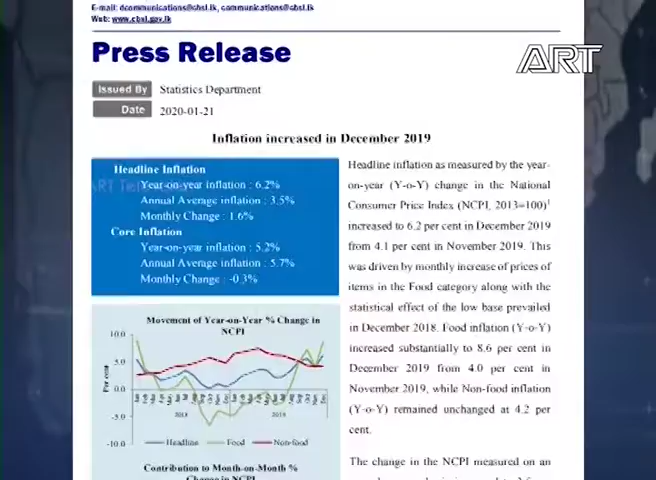 E-mail: dcommunications@cbsl.lk, communications@cbsl.lk
Web: www.cbsl.gov.lk
Press Release
ART
Issued By Statistics Department
Date 2020-01-21
Inflation increased in December 2019
Headline Inflation
Year-on-year inflation : 6.2%
Annual Average inflation : 3.5%
Monthly Change : 1.6%
Core Inflation
Year-on-year inflation : 5.2%
Annual Average inflation : 5.7%
Monthly Change : -0.3%
Headline inflation as measured by the year-
on-year (Y-o-Y) change in the National
Consumer Price Index (NCPI, 2013=100)¹
increased to 6.2 per cent in December 2019
from 4.1 per cent in November 2019. This
was driven by monthly increase of prices of
items in the Food category along with the
statistical effect of the low base prevailed
in December 2018. Food inflation (Y-o-Y)
increased substantially to 8.6 per cent in
December 2019 from 4.0 per cent in
November 2019, while Non-food inflation
(Y-o-Y) remained unchanged at 4.2 per
cent.
The change in the NCPI measured on an
Movement of Year-on-Year % Change in
NCPI
Per cent
10.0
5.0
0.0
-5.0
-10.0
2018 2019
Headline Food Non-food
Contribution to Month-on-Month %
Change in NCPI